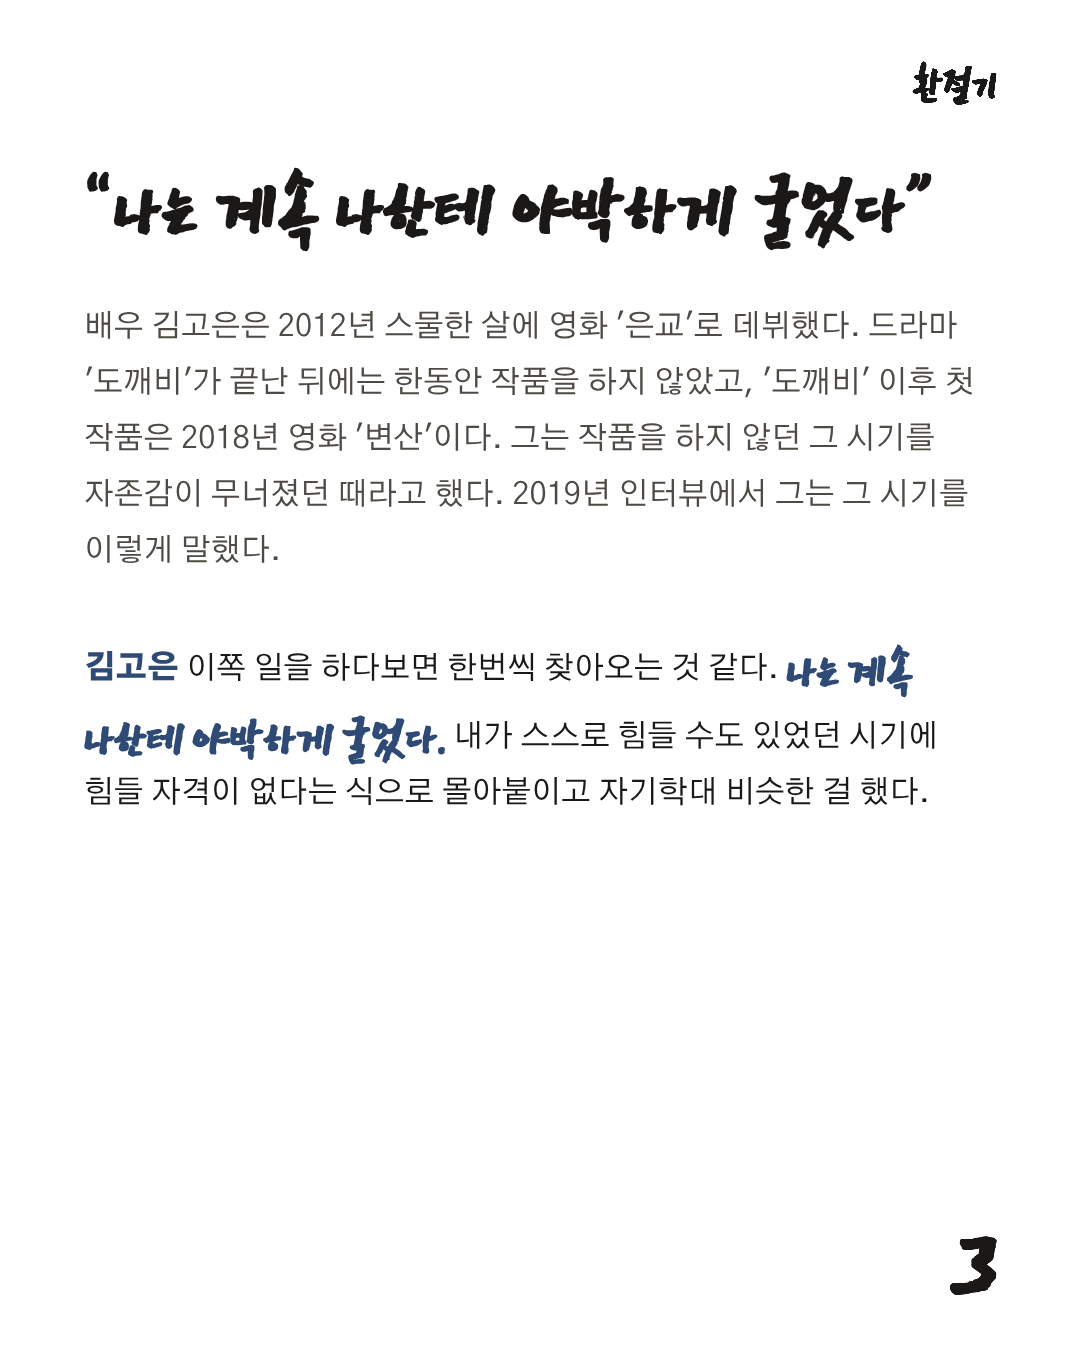 환절기
“나는 계속 나한테 야박하게 굴었다”
배우 김고은은 2012년 스물한 살에 영화 '은교'로 데뷔했다. 드라마
'도깨비'가 끝난 뒤에는 한동안 작품을 하지 않았고, '도깨비' 이후 첫
작품은 2018년 영화 '변산'이다. 그는 작품을 하지 않던 그 시기를
자존감이 무너졌던 때라고 했다. 2019년 인터뷰에서 그는 그 시기를
이렇게 말했다.
김고은 이쪽 일을 하다보면 한번씩 찾아오는 것 같다. 나는 계속
나한테 야박하게 굴었다. 내가 스스로 힘들 수도 있었던 시기에
힘들 자격이 없다는 식으로 몰아붙이고 자기학대 비슷한 걸 했다.
3